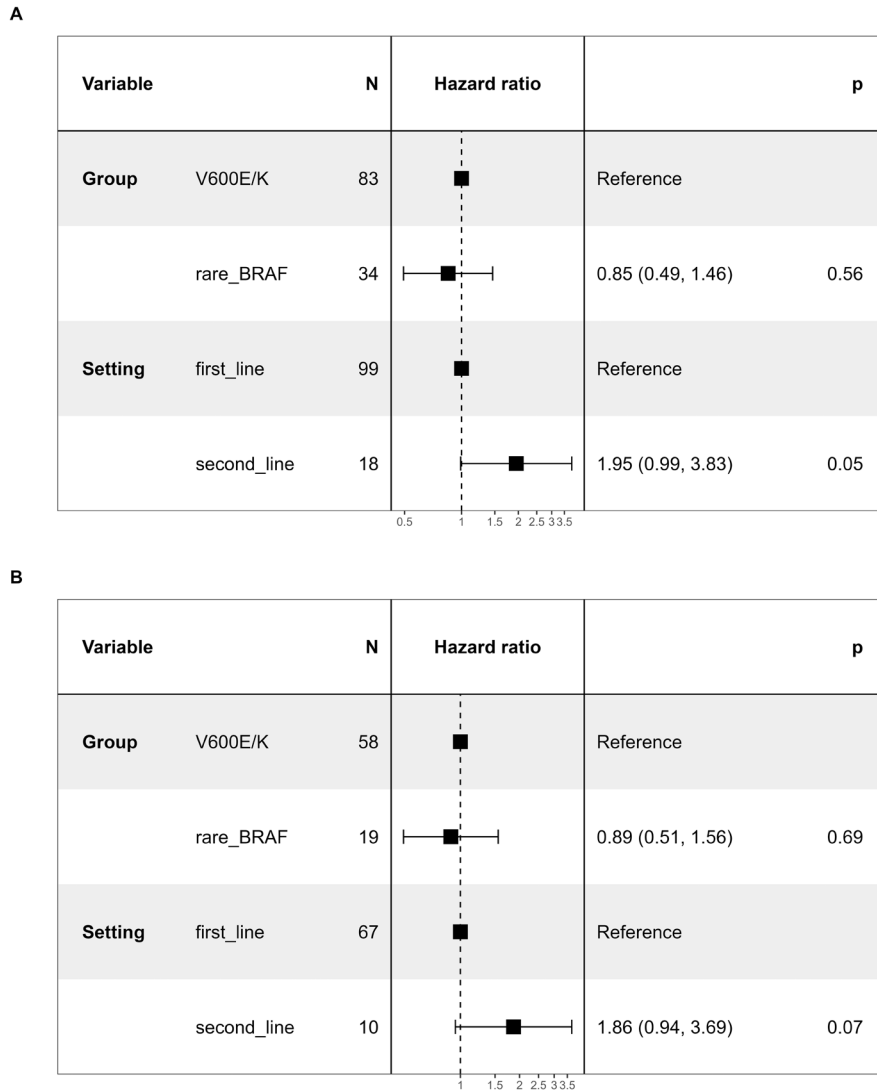 A
Variable N Hazard ratio p
Group V600E/K 83 Reference
rare_BRAF 34 0.85 (0.49, 1.46) 0.56
Setting first_line 99 Reference
second_line 18 1.95 (0.99, 3.83) 0.05
0.5 1 1.5 2 2.5 3 3.5
B
Variable N Hazard ratio p
Group V600E/K 58 Reference
rare_BRAF 19 0.89 (0.51, 1.56) 0.69
Setting first_line 67 Reference
second_line 10 1.86 (0.94, 3.69) 0.07
1 1.5 2 2.5 3 3.5